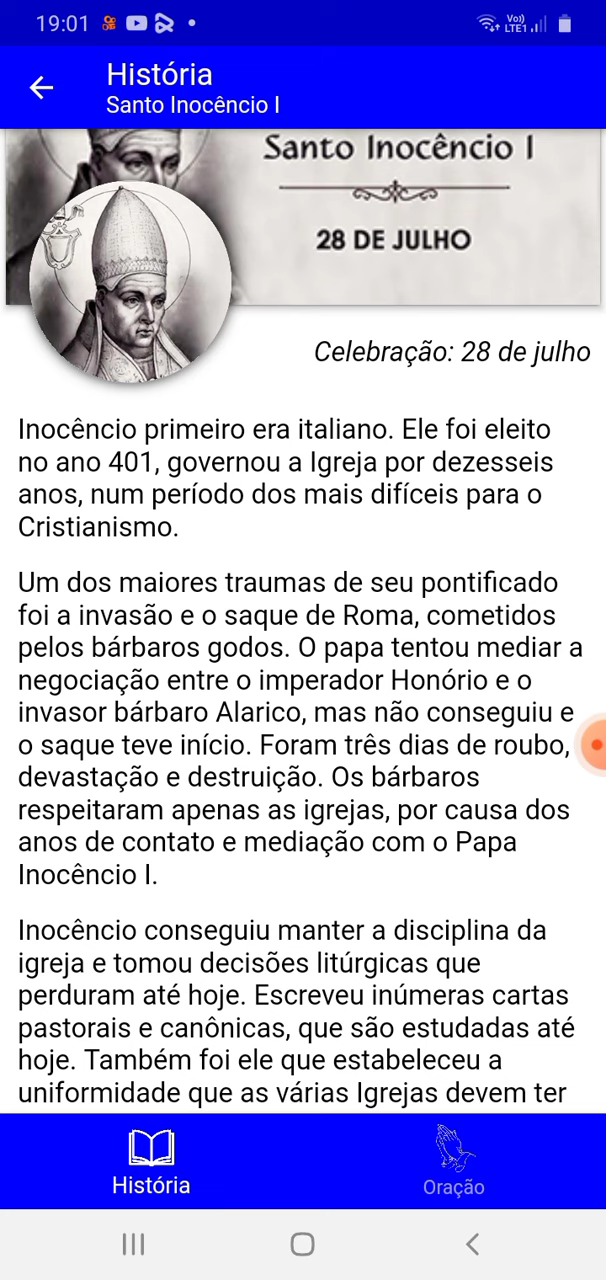 19:01
Vo))
LTE1
História
Santo Inocêncio I
Santo Inocêncio I
28 DE JULHO
Celebração: 28 de julho
Inocêncio primeiro era italiano. Ele foi eleito
no ano 401, governou a Igreja por dezesseis
anos, num período dos mais difíceis para o
Cristianismo.
Um dos maiores traumas de seu pontificado
foi a invasão e o saque de Roma, cometidos
pelos bárbaros godos. O papa tentou mediar a
negociação entre o imperador Honório e o
invasor bárbaro Alarico, mas não conseguiu e
o saque teve início. Foram três dias de roubo,
devastação e destruição. Os bárbaros
respeitaram apenas as igrejas, por causa dos
anos de contato e mediação com o Papa
Inocêncio I.
Inocêncio conseguiu manter a disciplina da
igreja e tomou decisões litúrgicas que
perduram até hoje. Escreveu inúmeras cartas
pastorais e canônicas, que são estudadas até
hoje. Também foi ele que estabeleceu a
uniformidade que as várias Igrejas devem ter
História
Oração